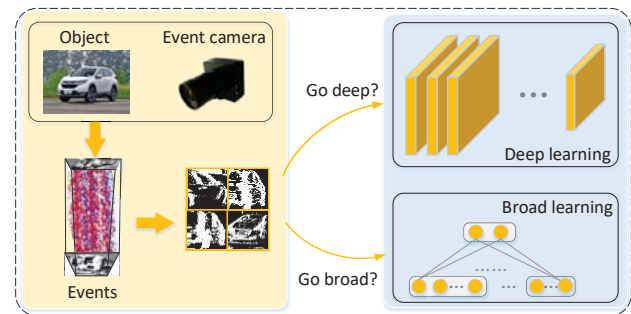 Object
Event camera
Events
Go deep?
Go broad?
Deep learning
Broad learning